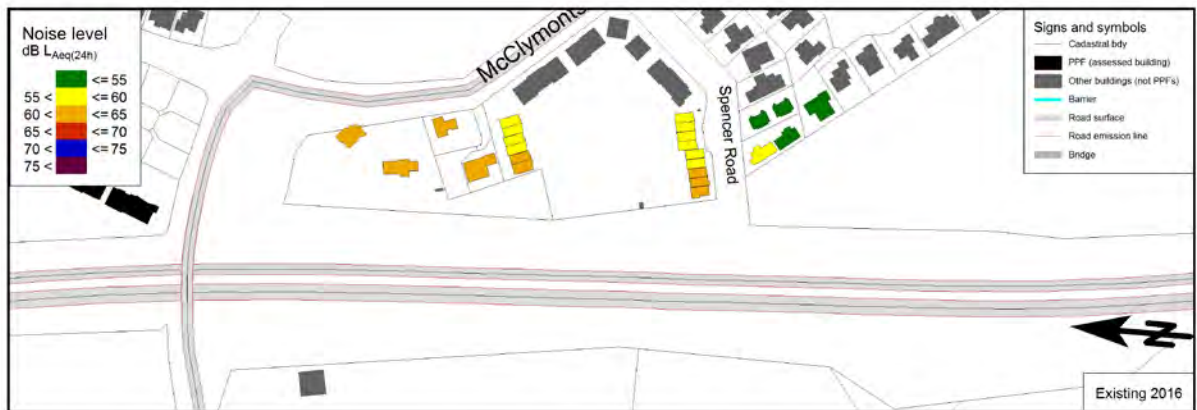 Noise level
dB LAeq(24h)
<= 55
55 < <= 60
60 < <= 65
65 < <= 70
70 < <= 75
75 <
McClymonts
Spencer Road
Signs and symbols
Cadastral bdy
PPF (assessed building)
Other buildings (not PPFs)
Barrier
Road surface
Road emission line
Bridge
N
Existing 2016